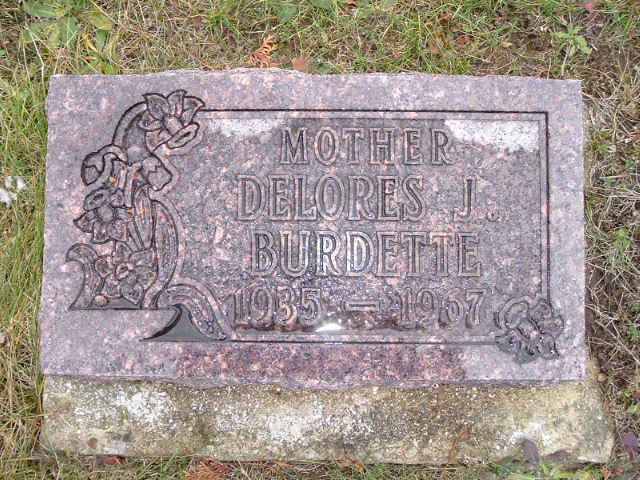 MOTHER
DELORES J.
BURDETTE
1935 – 1967